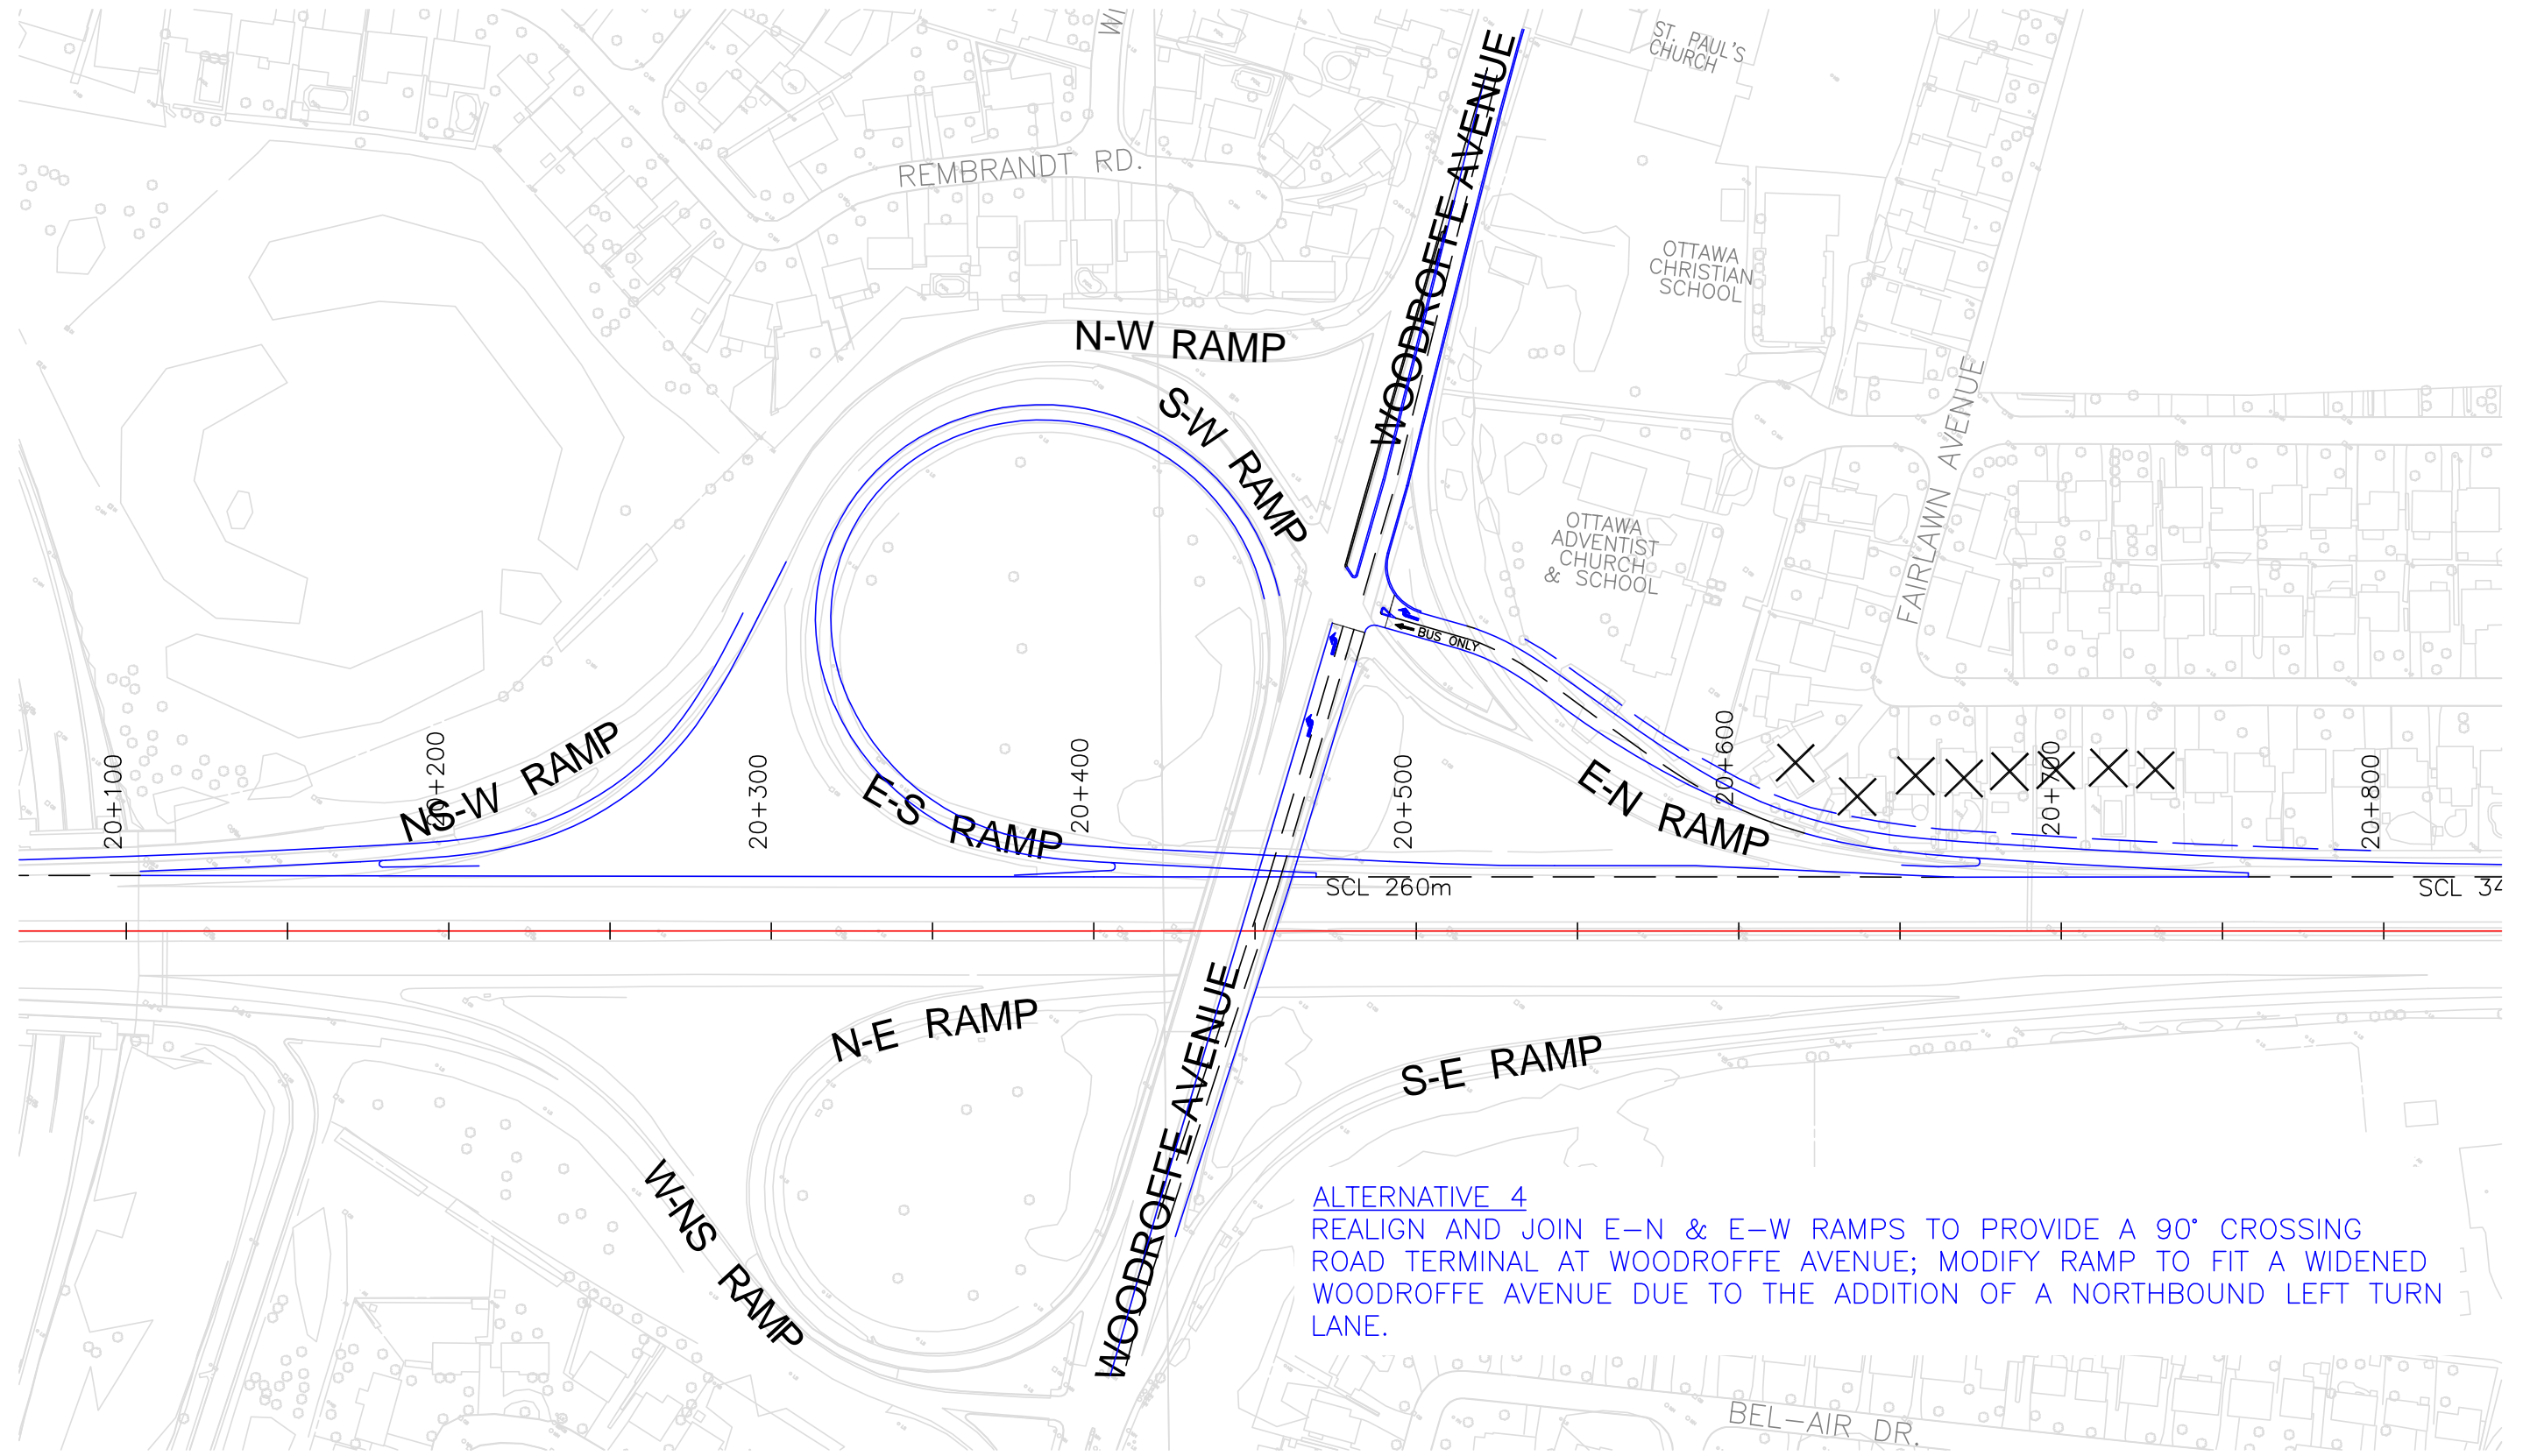 WOODROFFE AVENUE
ST. PAUL'S
CHURCH
REMBRANDT RD.
OTTAWA
CHRISTIAN
SCHOOL
N-W RAMP
S-W RAMP
FAIRLAWN AVENUE
OTTAWA
ADVENTIST
CHURCH
& SCHOOL
BUS ONLY
NS-W RAMP
E-S RAMP
E-N RAMP
20+100
20+200
20+300
20+400
20+500
20+600
20+700
20+800
SCL 260m
SCL 34
WOODROFFE AVENUE
N-E RAMP
S-E RAMP
W-NS RAMP
ALTERNATIVE 4
REALIGN AND JOIN E-N & E-W RAMPS TO PROVIDE A 90° CROSSING
ROAD TERMINAL AT WOODROFFE AVENUE; MODIFY RAMP TO FIT A WIDENED
WOODROFFE AVENUE DUE TO THE ADDITION OF A NORTHBOUND LEFT TURN
LANE.
BEL-AIR DR.